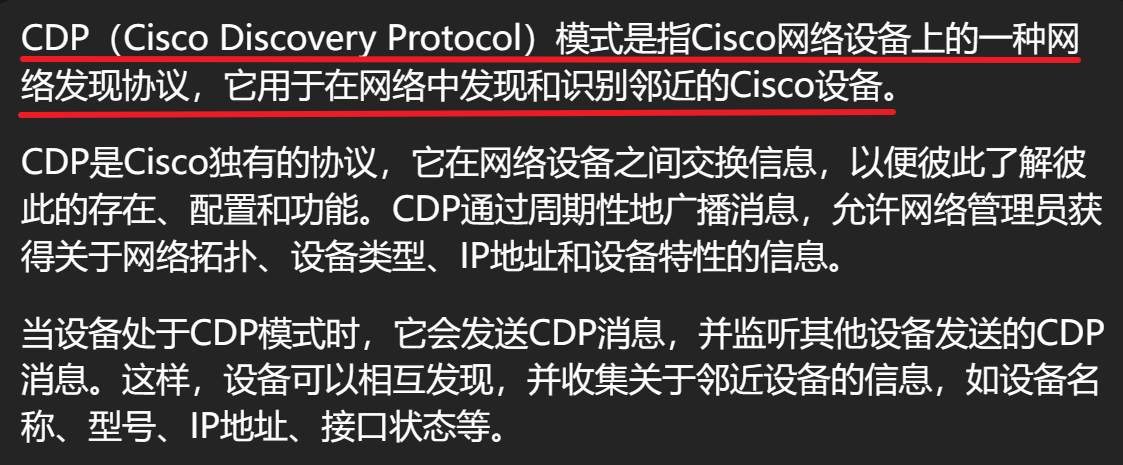 CDP（Cisco Discovery Protocol）模式是指Cisco网络设备上的一种网
络发现协议，它用于在网络中发现和识别邻近的Cisco设备。
CDP是Cisco独有的协议，它在网络设备之间交换信息，以便彼此了解彼
此的存在、配置和功能。CDP通过周期性地广播消息，允许网络管理员获
得关于网络拓扑、设备类型、IP地址和设备特性的信息。
当设备处于CDP模式时，它会发送CDP消息，并监听其他设备发送的CDP
消息。这样，设备可以相互发现，并收集关于邻近设备的信息，如设备名
称、型号、IP地址、接口状态等。